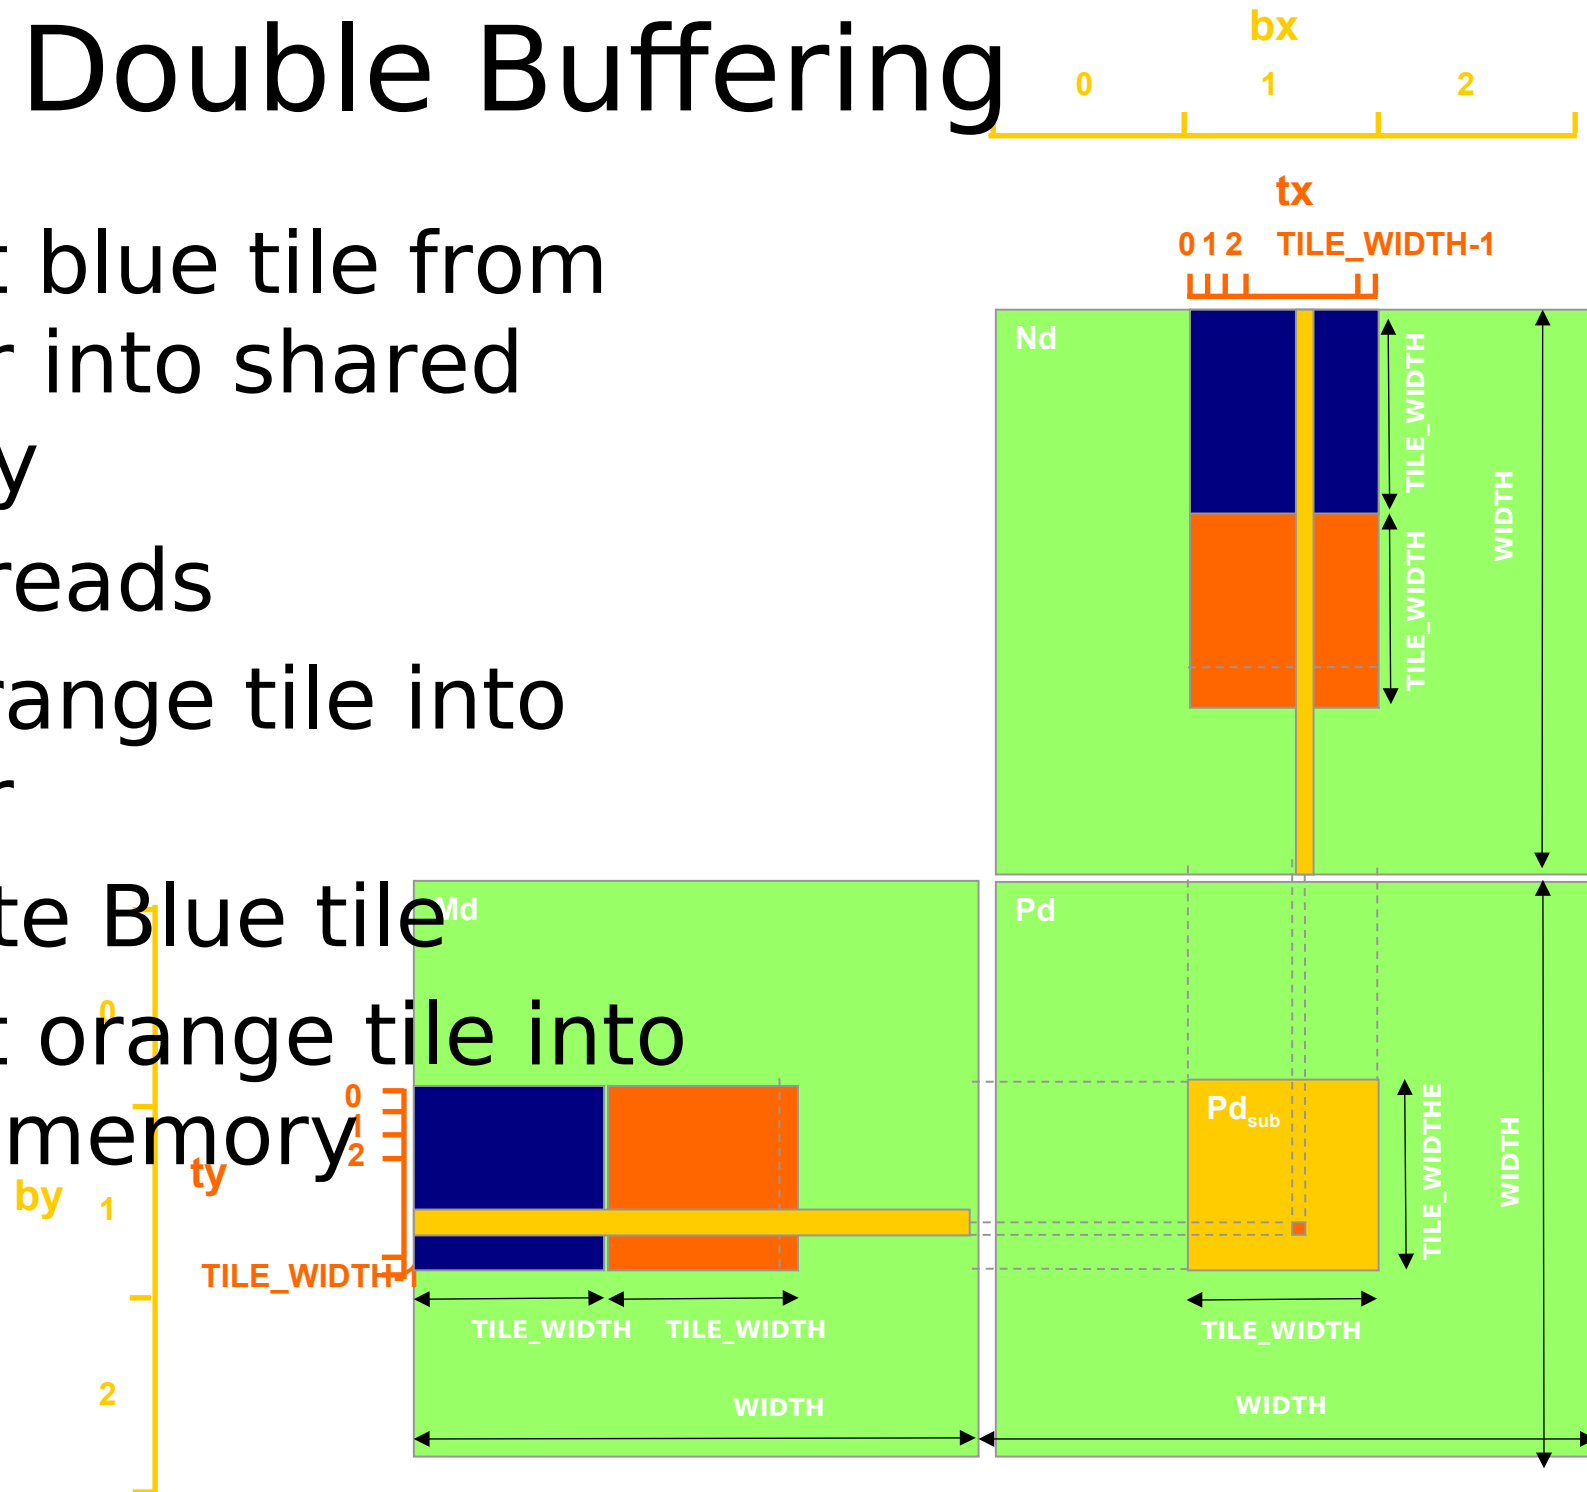 Double Buffering
bx
0 1 2
tx
0 1 2 TILE_WIDTH-1
t blue tile from
r into shared
y
reads
range tile into
r
te Blue tile
t orange tile into
memory
Nd
TILE_WIDTH
TILE_WIDTH
WIDTH
Md
Pd
Pdsub
TILE_WIDTHE
WIDTH
TILE_WIDTH
WIDTH
by
0
1
2
ty
0
1
2
TILE_WIDTH-1
TILE_WIDTH TILE_WIDTH
WIDTH